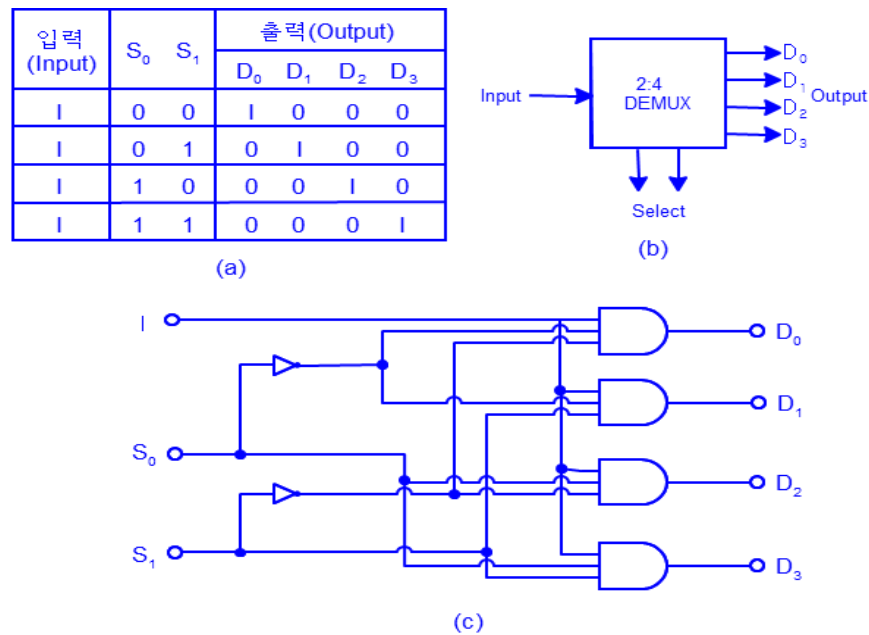 입력 (Input) S₀ S₁ 출력(Output)
D₀ D₁ D₂ D₃
I 0 0 I 0 0 0
I 0 1 0 I 0 0
I 1 0 0 0 I 0
I 1 1 0 0 0 I
(a)
Input
2:4
DEMUX
D₀
D₁
Output
D₂
D₃
Select
(b)
I
S₀
S₁
D₀
D₁
D₂
D₃
(c)